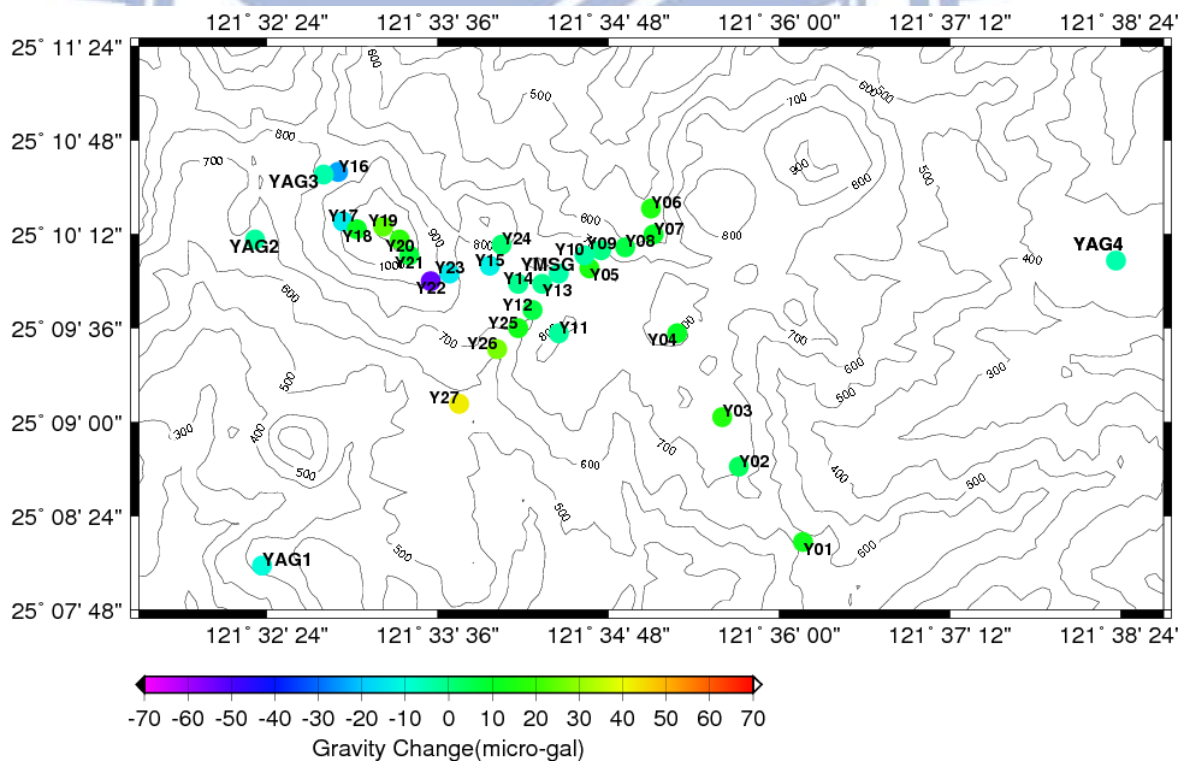 121° 32' 24" 121° 33' 36" 121° 34' 48" 121° 36' 00" 121° 37' 12" 121° 38' 24"
25° 11' 24"
600
500
700
600
500
25° 10' 48"
800
700
900
500
YAG3 Y16
800
Y06
Y17 Y19
600
25° 10' 12"
YAG2
Y18 Y20
900
800 Y24
Y10 Y09 Y08 Y07
800
YAG4
Y21
1000
Y23 Y15 YMSG Y05
400
Y22
Y14 Y13
600
Y12
700
25° 09' 36"
Y25
800
Y11
Y04
700
Y26
600
300
500
500
Y27
25° 09' 00"
300
400
Y03
700
Y02
500
600
400
500
25° 08' 24"
500
500
Y01
600
YAG1
25° 07' 48"
121° 32' 24" 121° 33' 36" 121° 34' 48" 121° 36' 00" 121° 37' 12" 121° 38' 24"
-70 -60 -50 -40 -30 -20 -10 0 10 20 30 40 50 60 70
Gravity Change(micro-gal)